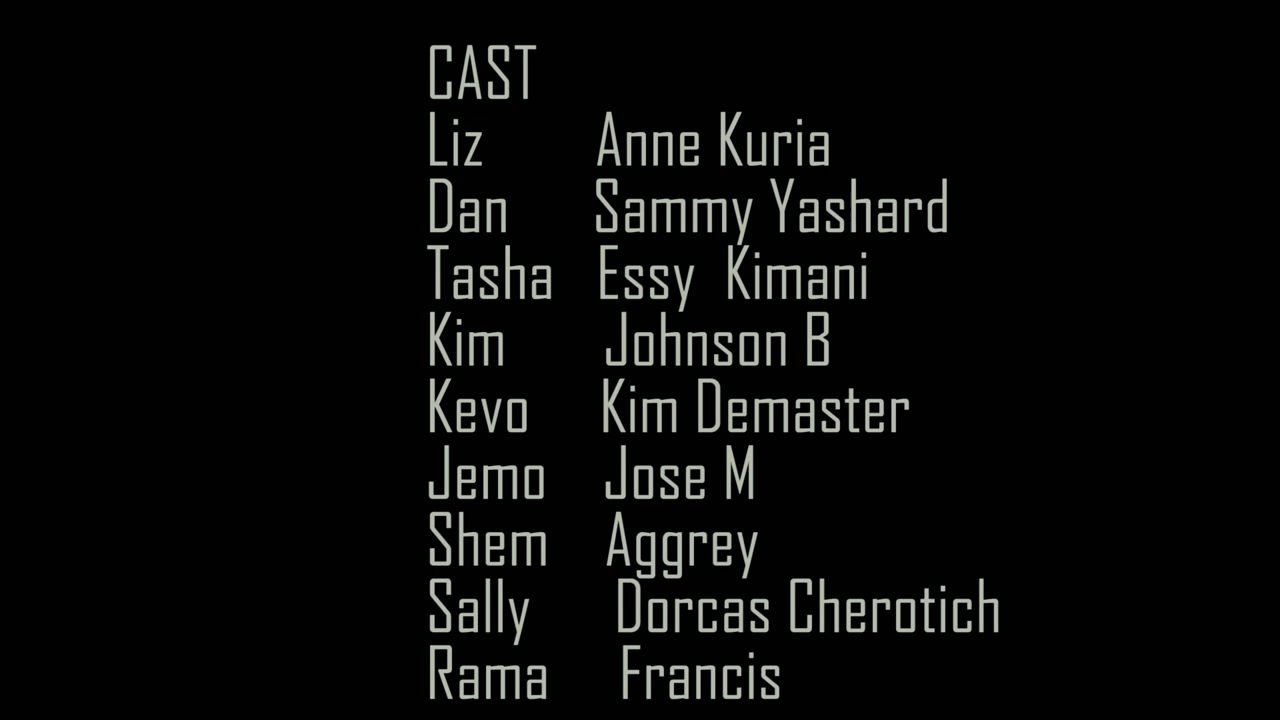 CAST
Liz Anne Kuria
Dan Sammy Yashard
Tasha Essy Kimani
Kim Johnson B
Kevo Kim Demaster
Jemo Jose M
Shem Aggrey
Sally Dorcas Cherotich
Rama Francis